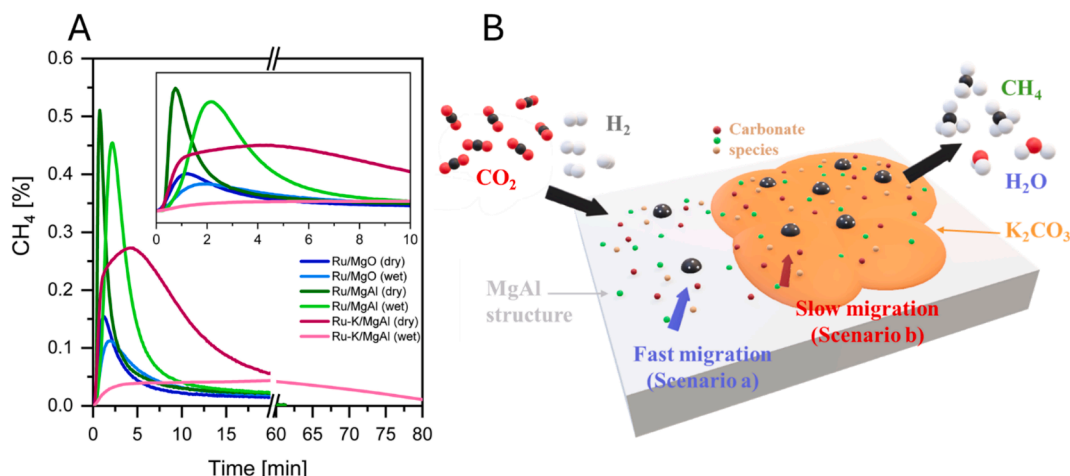 A
B
CH4 [%]
0.6
0.5
0.4
0.3
0.2
0.1
0.0
0 5 10 15 60 65 70 75 80
Time [min]
0 2 4 6 8 10
Ru/MgO (dry)
Ru/MgO (wet)
Ru/MgAl (dry)
Ru/MgAl (wet)
Ru-K/MgAl (dry)
Ru-K/MgAl (wet)
CO2
H2
Carbonate
species
CH4
H2O
K2CO3
MgAl
structure
Fast migration
(Scenario a)
Slow migration
(Scenario b)